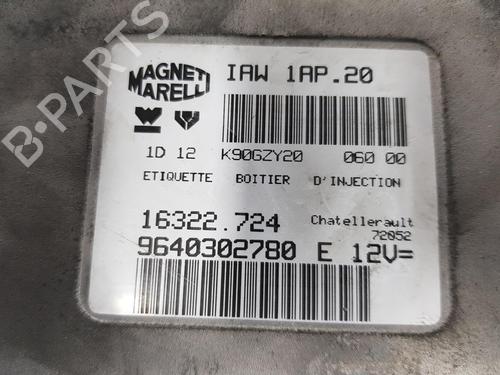 B-PARTS
MAGNETI
MARELLI
IAW 1AP.20
1D 12 K90GZY20 060 00
ETIQUETTE BOITIER D'INJECTION
16322.724 Chatellerault
72052
9640302780 E 12V=